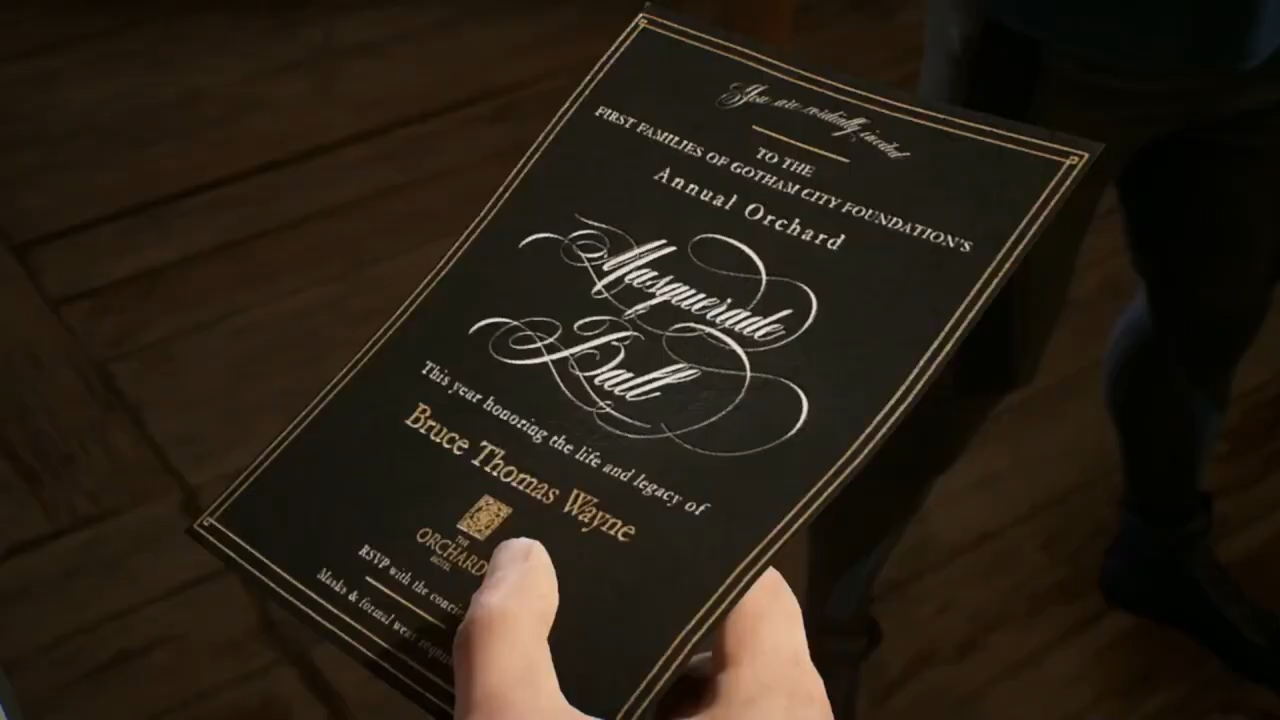 You are cordially invited
TO THE
FIRST FAMILIES OF GOTHAM CITY FOUNDATION'S
Annual Orchard
Masquerade
Ball
This year honoring the life and legacy of
Bruce Thomas Wayne
THE
ORCHARD
HOTEL
RSVP with the
Masks & formal wear